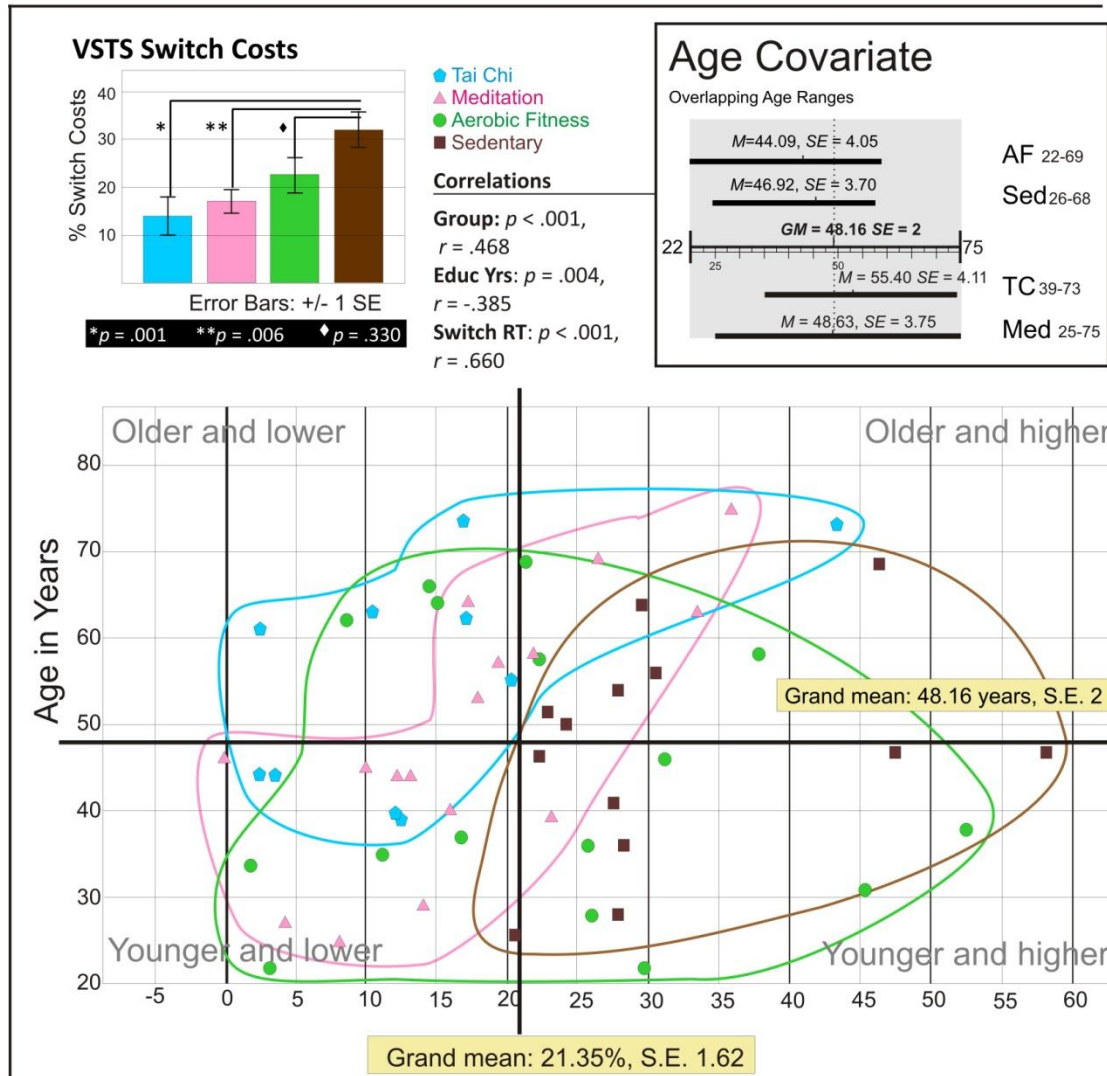 VSTS Switch Costs
% Switch Costs
40
30
20
10
*
**
♦
Error Bars: +/- 1 SE
*p = .001 **p = .006 ♦p = .330
Tai Chi
Meditation
Aerobic Fitness
Sedentary
Correlations
Group: p < .001,
r = .468
Educ Yrs: p = .004,
r = -.385
Switch RT: p < .001,
r = .660
Age Covariate
Overlapping Age Ranges
M=44.09, SE = 4.05
AF 22-69
M=46.92, SE = 3.70
Sed 26-68
GM = 48.16 SE = 2
22
75
25
50
M = 55.40 SE = 4.11
TC 39-73
M = 48.63, SE = 3.75
Med 25-75
Older and lower
Older and higher
Age in Years
80
70
60
50
40
30
20
Grand mean: 48.16 years, S.E. 2
Younger and lower
Younger and higher
-5 0 5 10 15 20 25 30 35 40 45 50 55 60
Grand mean: 21.35%, S.E. 1.62